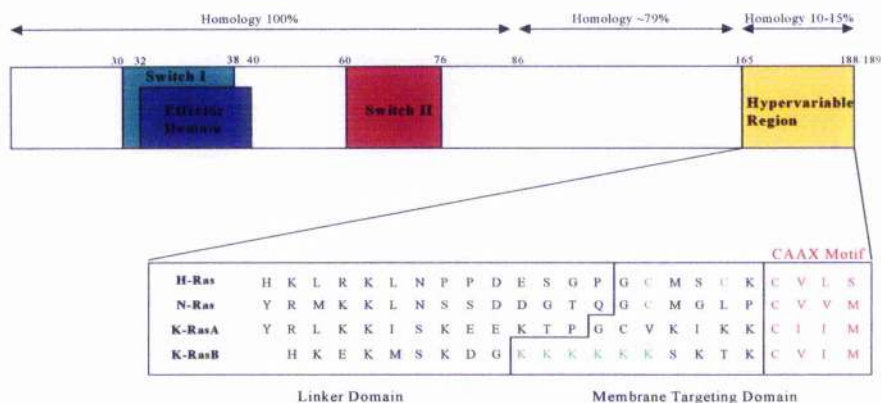 Homology 100% Homology ~79% Homology 10-15%
30 32 38 40 60 76 86 165 188 189
Switch I
Effector
Domain
Switch II
Hypervariable
Region
CAAX Motif
H-Ras H K L R K L N P P D E S G P G C M S C K C V L S
N-Ras Y R M K K L N S S D D G T Q G C M G L P C V V M
K-RasA Y R L K K I S K E E K T P G C V K I K K C I I M
K-RasB H K E K M S K D G K K K K K K S K T K C V I M
Linker Domain Membrane Targeting Domain